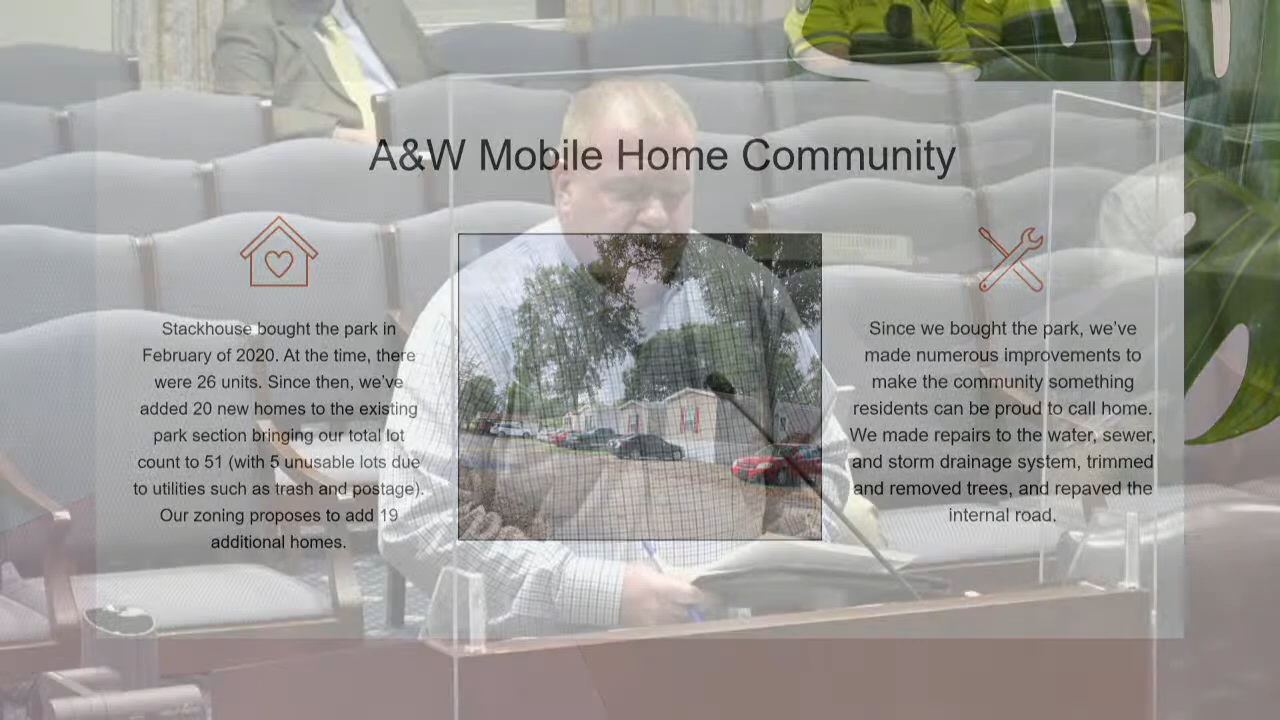 A&W Mobile Home Community
Stackhouse bought the park in
February of 2020. At the time, there
were 26 units. Since then, we've
added 20 new homes to the existing
park section bringing our total lot
count to 51 (with 5 unusable lots due
to utilities such as trash and postage).
Our zoning proposes to add 19
additional homes.
Since we bought the park, we've
made numerous improvements to
make the community something
residents can be proud to call home.
We made repairs to the water, sewer,
and storm drainage system, trimmed
and removed trees, and repaved the
internal road.